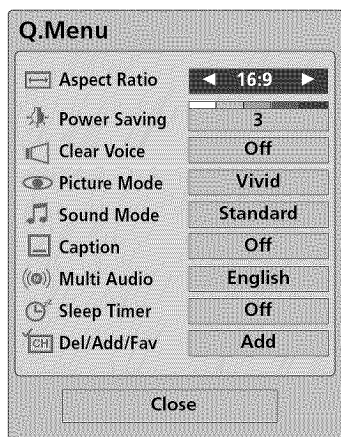 Q.Menu
Aspect Ratio ◄ 16:9 ►
Power Saving 3
Clear Voice Off
Picture Mode Vivid
Sound Mode Standard
Caption Off
Multi Audio English
Sleep Timer Off
CH Del/Add/Fav Add
Close